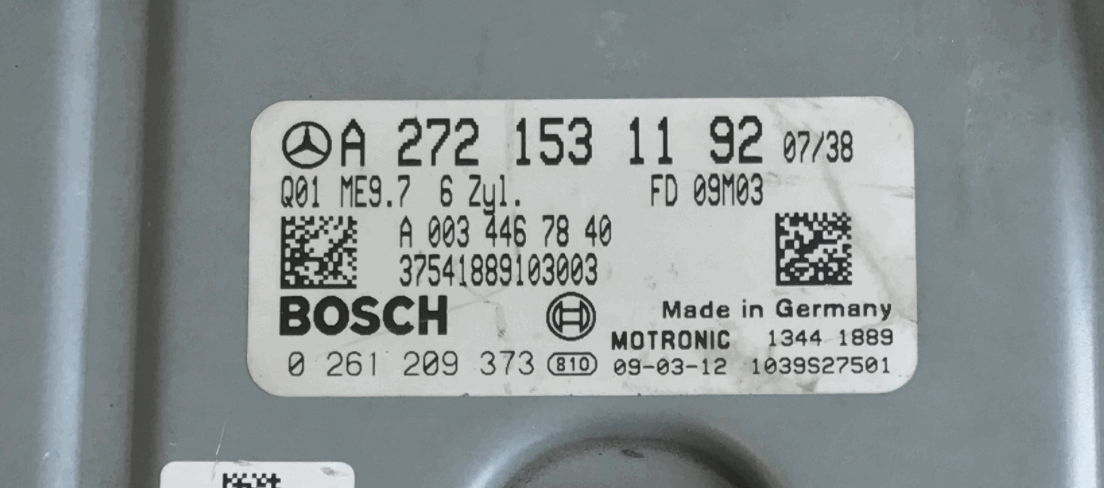 A 272 153 11 92 07/38
Q01 ME9.7 6 Zyl. FD 09M03
A 003 446 78 40
37541889103003
BOSCH
Made in Germany
MOTRONIC 1344 1889
0 261 209 373 810 09-03-12 1039S27501